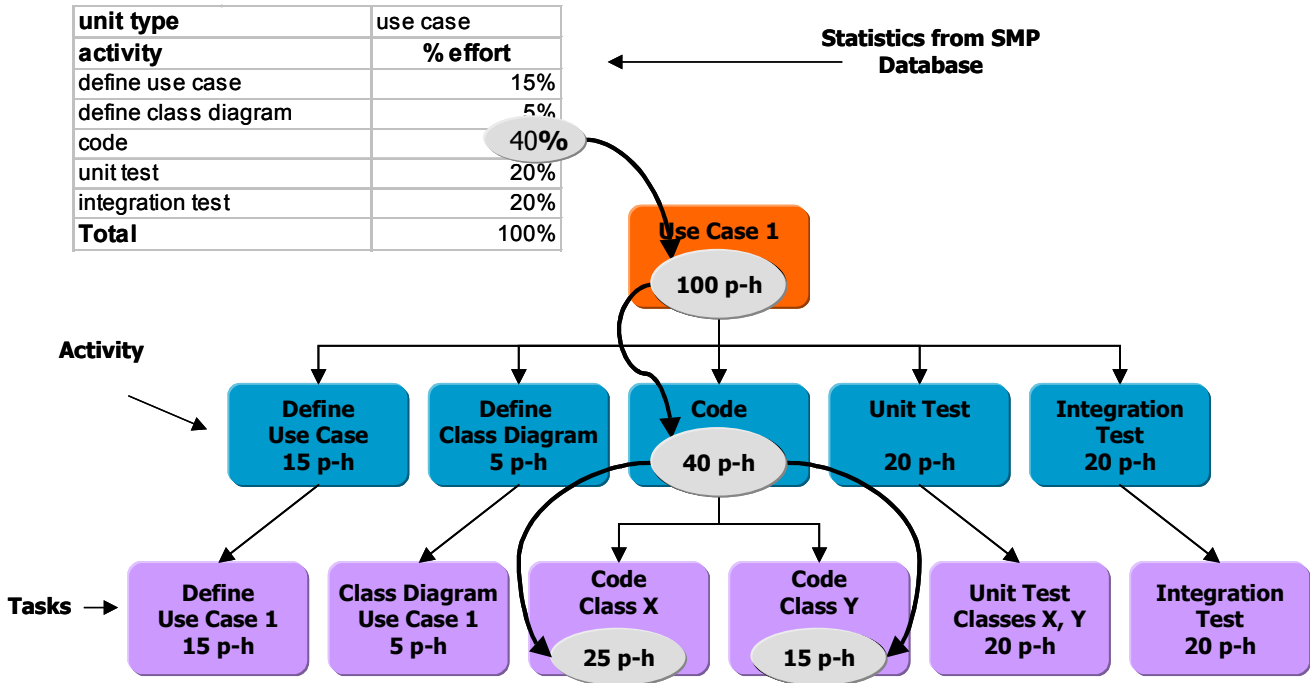 unit type use case
activity % effort
define use case 15%
define class diagram 5%
code 40%
unit test 20%
integration test 20%
Total 100%
Statistics from SMP
Database
Use Case 1
100 p-h
Activity
Define
Use Case
15 p-h
Define
Class Diagram
5 p-h
Code
40 p-h
Unit Test
20 p-h
Integration
Test
20 p-h
Tasks
Define
Use Case 1
15 p-h
Class Diagram
Use Case 1
5 p-h
Code
Class X
25 p-h
Code
Class Y
15 p-h
Unit Test
Classes X, Y
20 p-h
Integration
Test
20 p-h